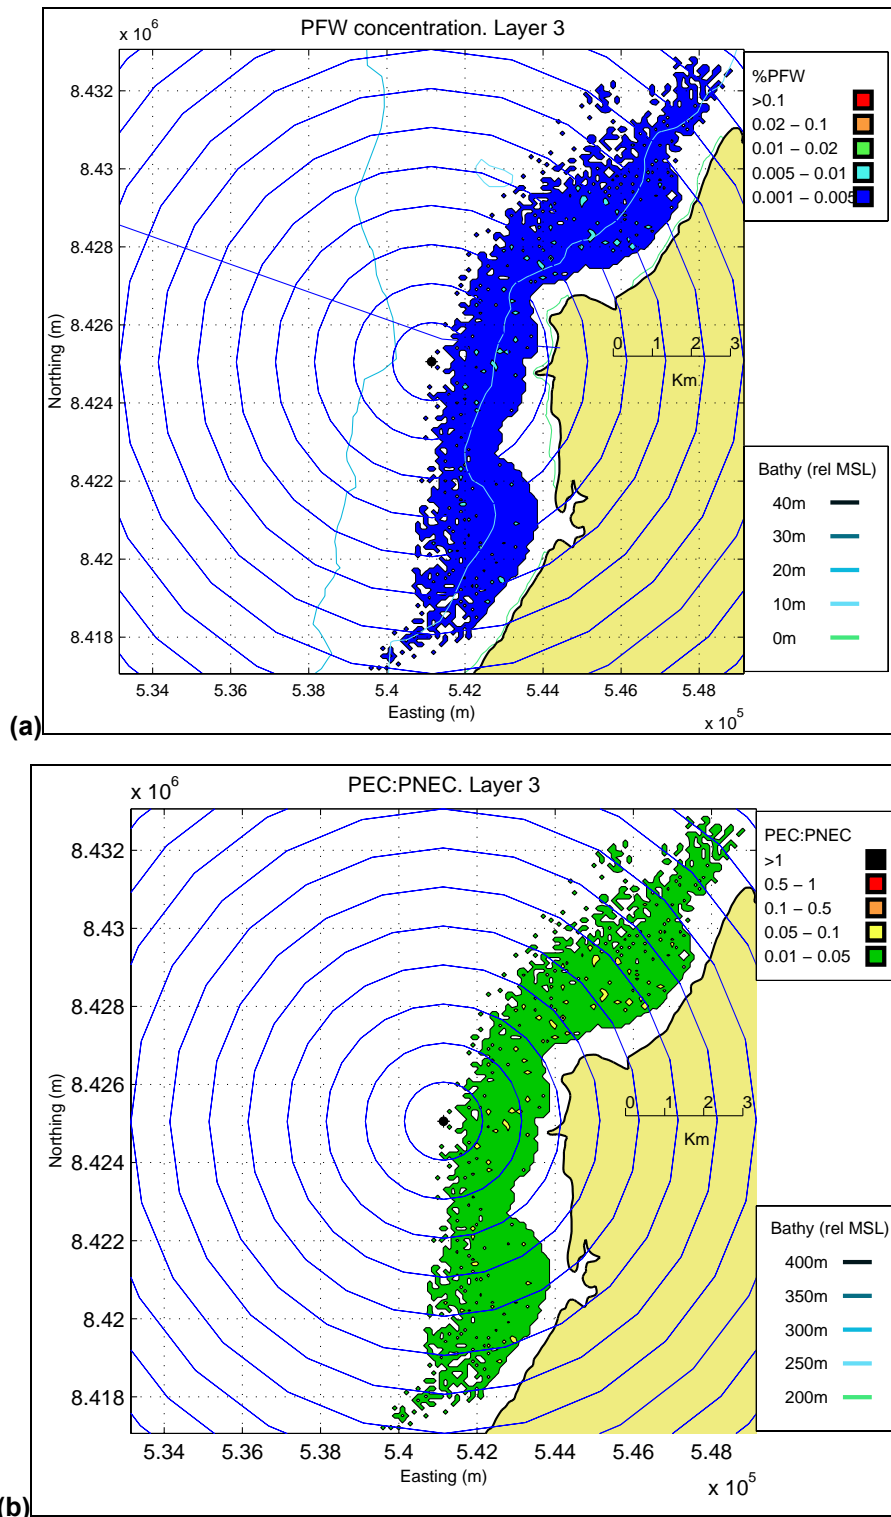 x 10^6
PFW concentration. Layer 3
8.432
8.43
8.428
8.426
8.424
8.422
8.42
8.418
Northing (m)
5.34 5.36 5.38 5.4 5.42 5.44 5.46 5.48
Easting (m)
x 10^5
0 1 2 3
Km
%PFW
>0.1
0.02 – 0.1
0.01 – 0.02
0.005 – 0.01
0.001 – 0.005
Bathy (rel MSL)
40m
30m
20m
10m
0m
(a)
x 10^6
PEC:PNEC. Layer 3
8.432
8.43
8.428
8.426
8.424
8.422
8.42
8.418
Northing (m)
5.34 5.36 5.38 5.4 5.42 5.44 5.46 5.48
Easting (m)
x 10^5
0 1 2 3
Km
PEC:PNEC
>1
0.5 – 1
0.1 – 0.5
0.05 – 0.1
0.01 – 0.05
Bathy (rel MSL)
400m
350m
300m
250m
200m
(b)